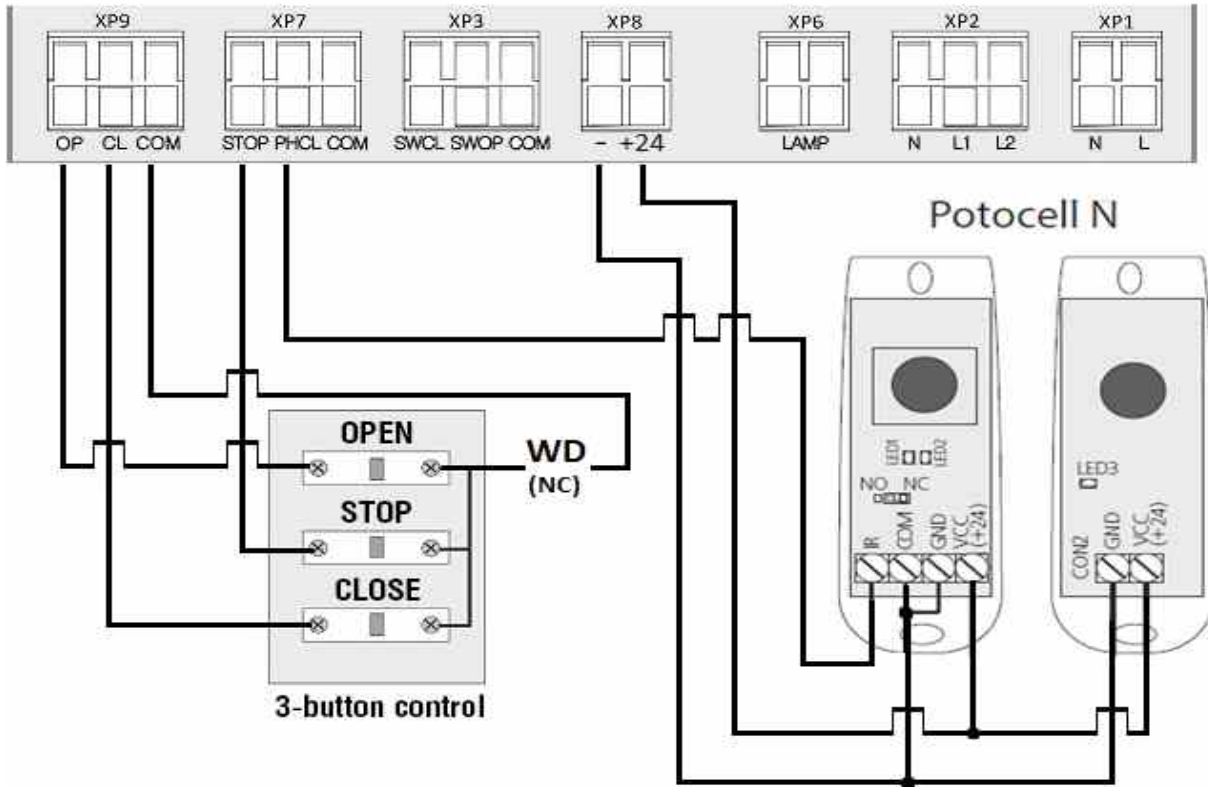 XP9 XP7 XP3 XP8 XP6 XP2 XP1
OP CL COM STOP PHCL COM SWCL SWOP COM - +24 LAMP N L1 L2 N L
Potocell N
OPEN
WD
(NC)
STOP
CLOSE
3-button control
LED1
LED2
NO NC
IR
COM
GND
VCC
(+24)
LED3
CON2
GND
VCC
(+24)